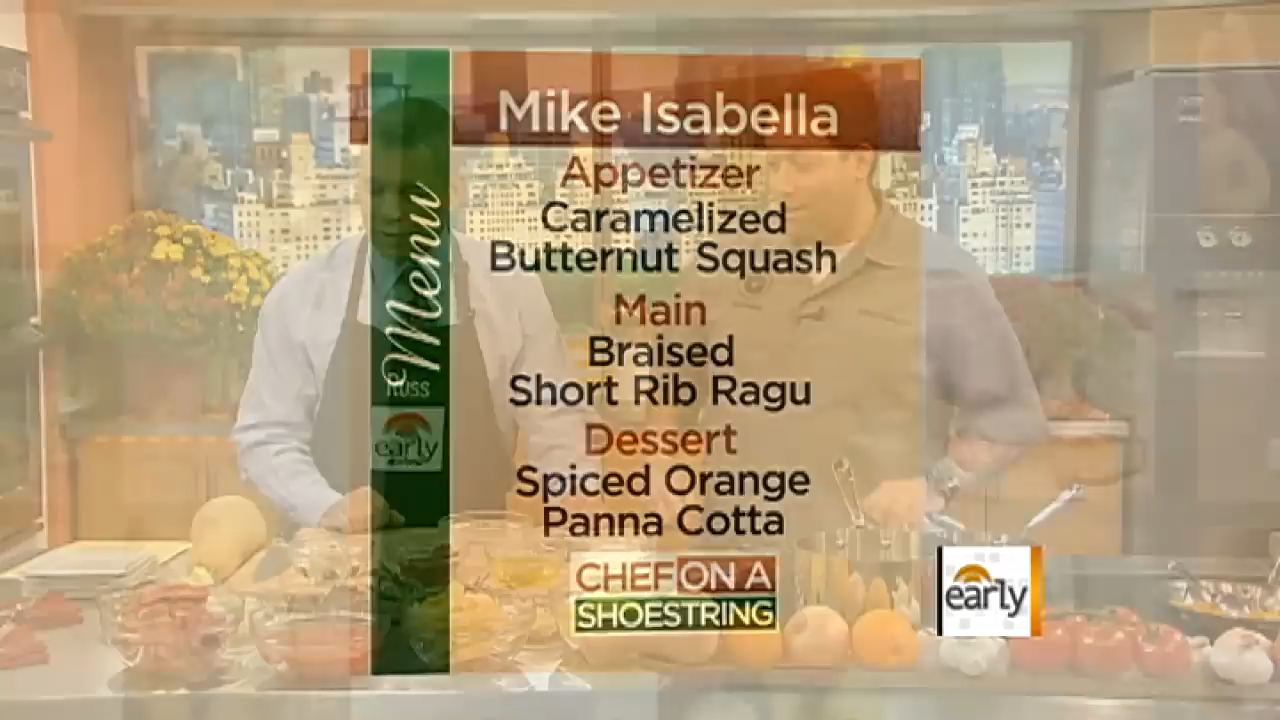 Mike Isabella
Menu
Appetizer
Caramelized
Butternut Squash
Main
Braised
Short Rib Ragu
Dessert
Spiced Orange
Panna Cotta
CHEF ON A
SHOESTRING
Russ
early
early